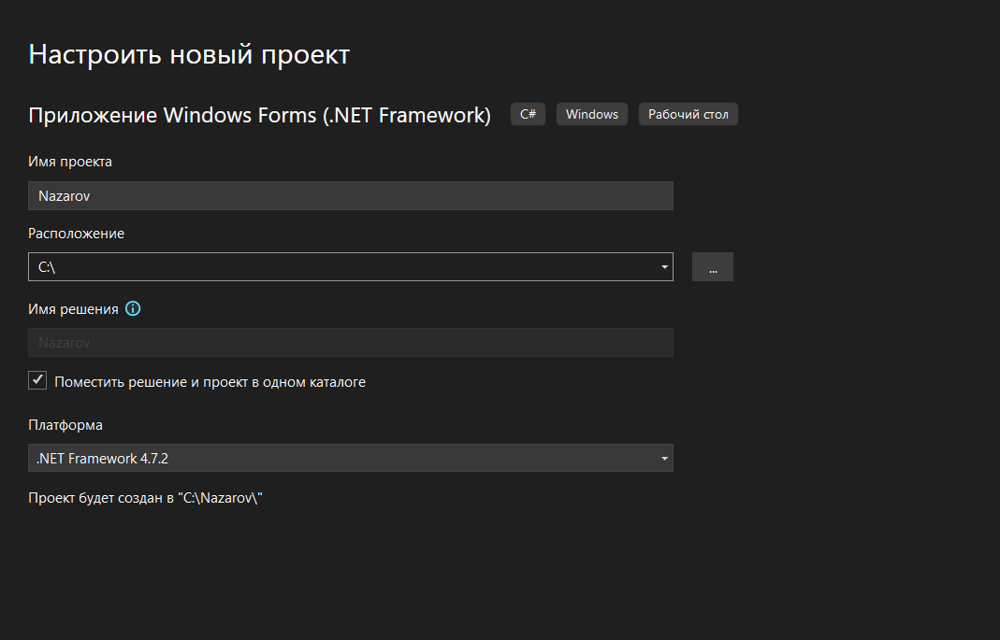 Настроить новый проект
Приложение Windows Forms (.NET Framework) C# Windows Рабочий стол
Имя проекта
Nazarov
Расположение
C:\
...
Имя решения
Nazarov
Поместить решение и проект в одном каталоге
Платформа
.NET Framework 4.7.2
Проект будет создан в "C:\Nazarov\"